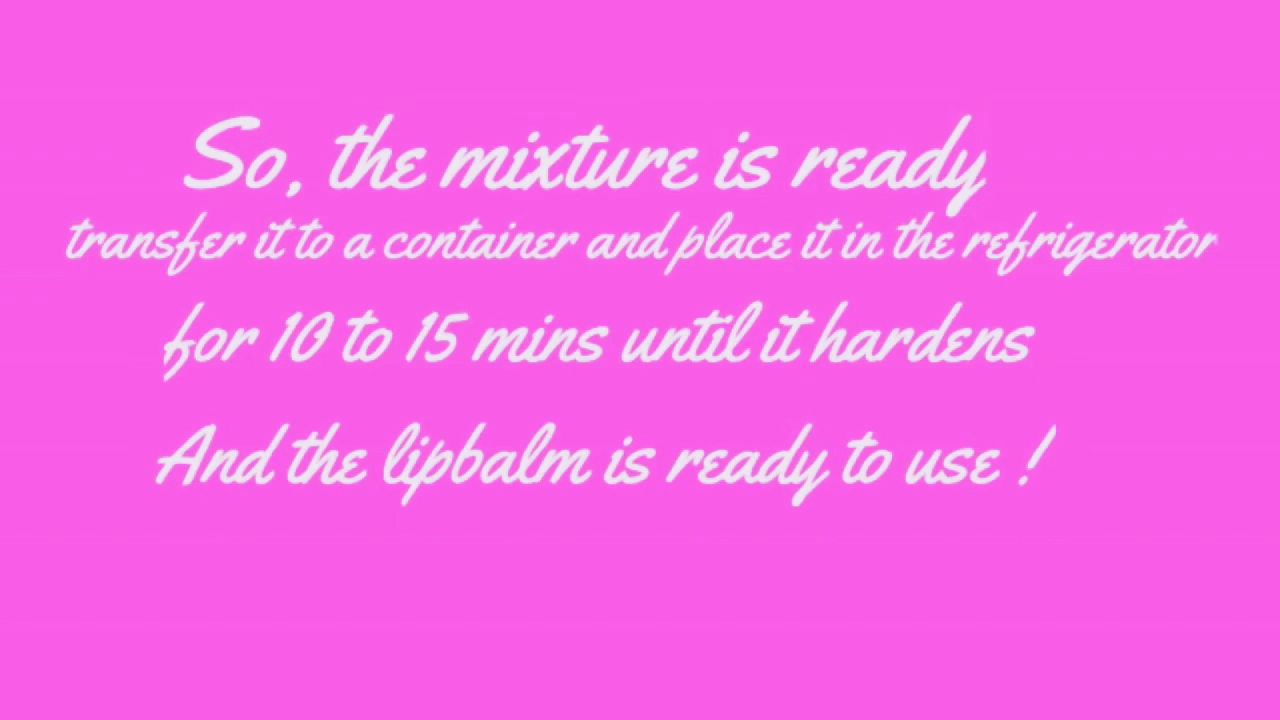 So, the mixture is ready
transfer it to a container and place it in the refrigerator
for 10 to 15 mins until it hardens
And the lipbalm is ready to use !